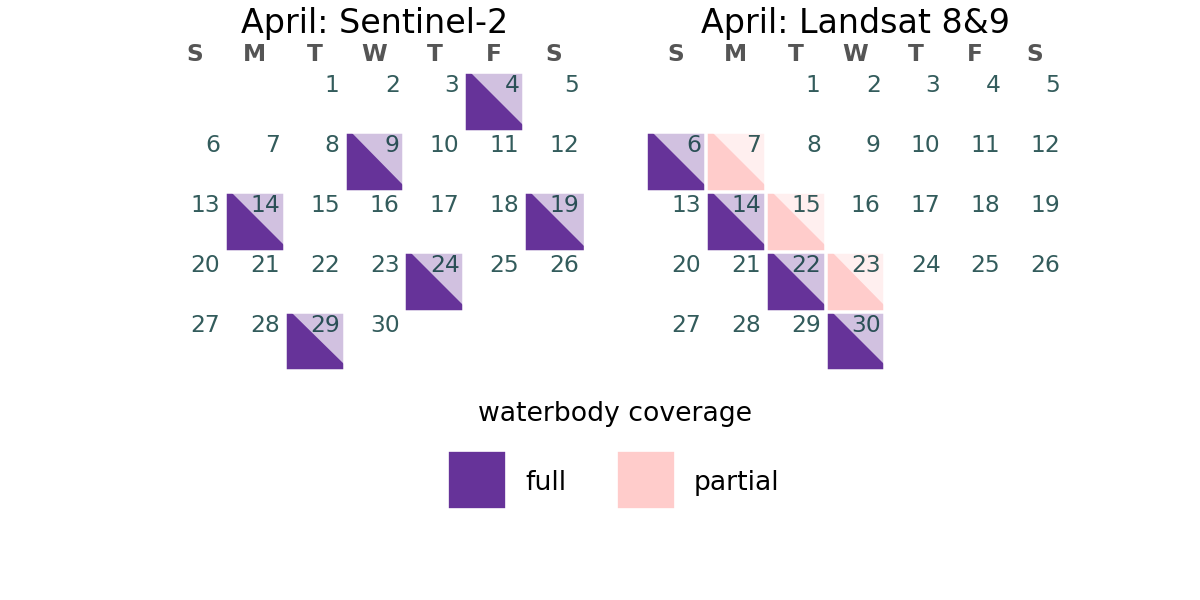 April: Sentinel-2
S M T W T F S
1 2 3 4 5
6 7 8 9 10 11 12
13 14 15 16 17 18 19
20 21 22 23 24 25 26
27 28 29 30
April: Landsat 8&9
S M T W T F S
1 2 3 4 5
6 7 8 9 10 11 12
13 14 15 16 17 18 19
20 21 22 23 24 25 26
27 28 29 30
waterbody coverage
full partial